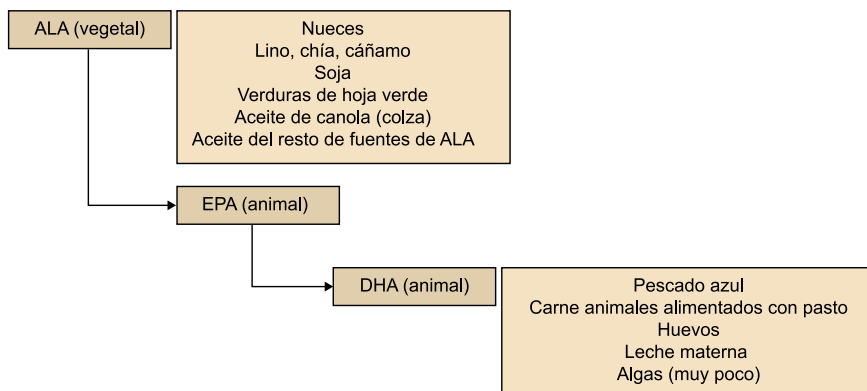 ALA (vegetal)
Nueces
Lino, chía, cáñamo
Soja
Verduras de hoja verde
Aceite de canola (colza)
Aceite del resto de fuentes de ALA
EPA (animal)
DHA (animal)
Pescado azul
Carne animales alimentados con pasto
Huevos
Leche materna
Algas (muy poco)